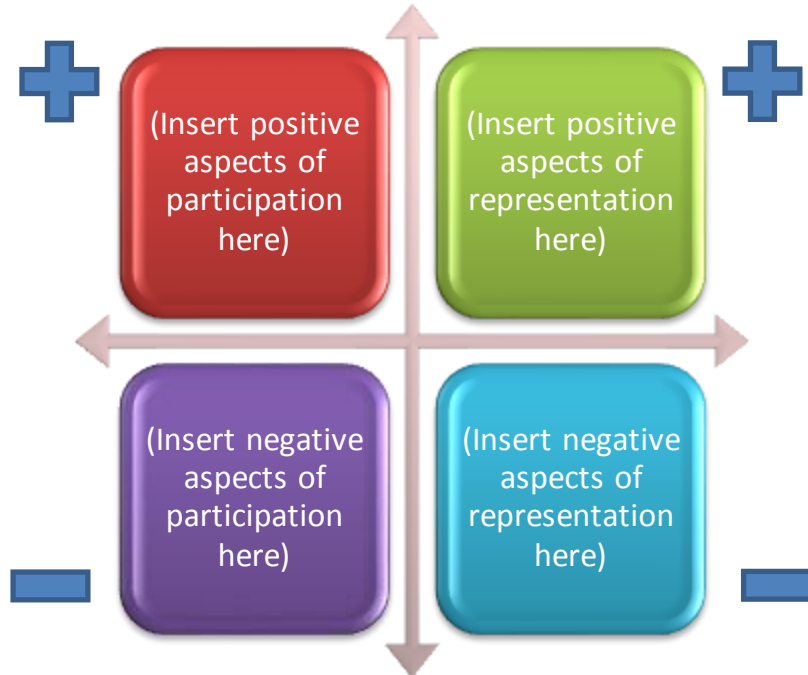 (Insert positive
aspects of
participation
here)
(Insert positive
aspects of
representation
here)
(Insert negative
aspects of
participation
here)
(Insert negative
aspects of
representation
here)